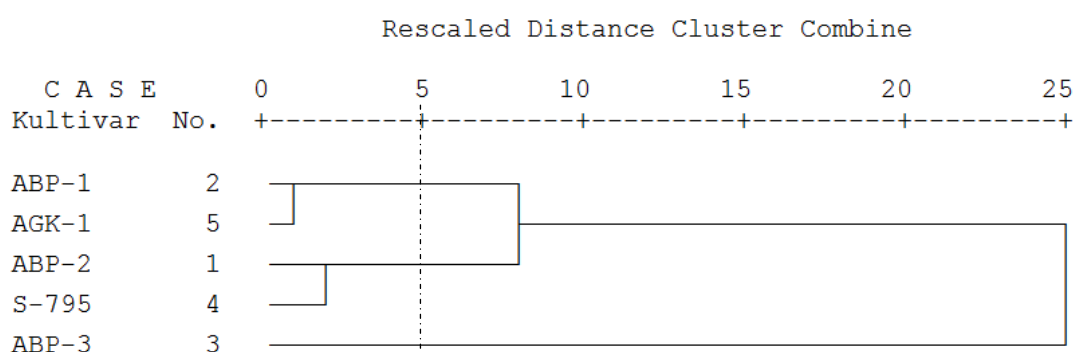 Rescaled Distance Cluster Combine
C A S E 0 5 10 15 20 25
Kultivar No. +---------+---------+---------+---------+---------+
ABP-1 2
AGK-1 5
ABP-2 1
S-795 4
ABP-3 3